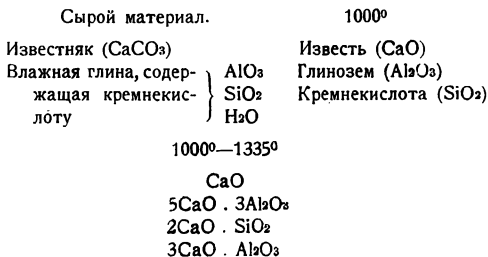 Сырой материал. 1000⁰
Известняк (CaCO₃) Известь (CaO)
Влажная глина, содер- AlO₃ Глинозем (Al₂O₃)
жащая кремнекис- SiO₂ Кремнекислота (SiO₂)
лоту H₂O
1000⁰—1335⁰
CaO
5CaO . 3Al₂O₃
2CaO . SiO₂
3CaO . Al₂O₃